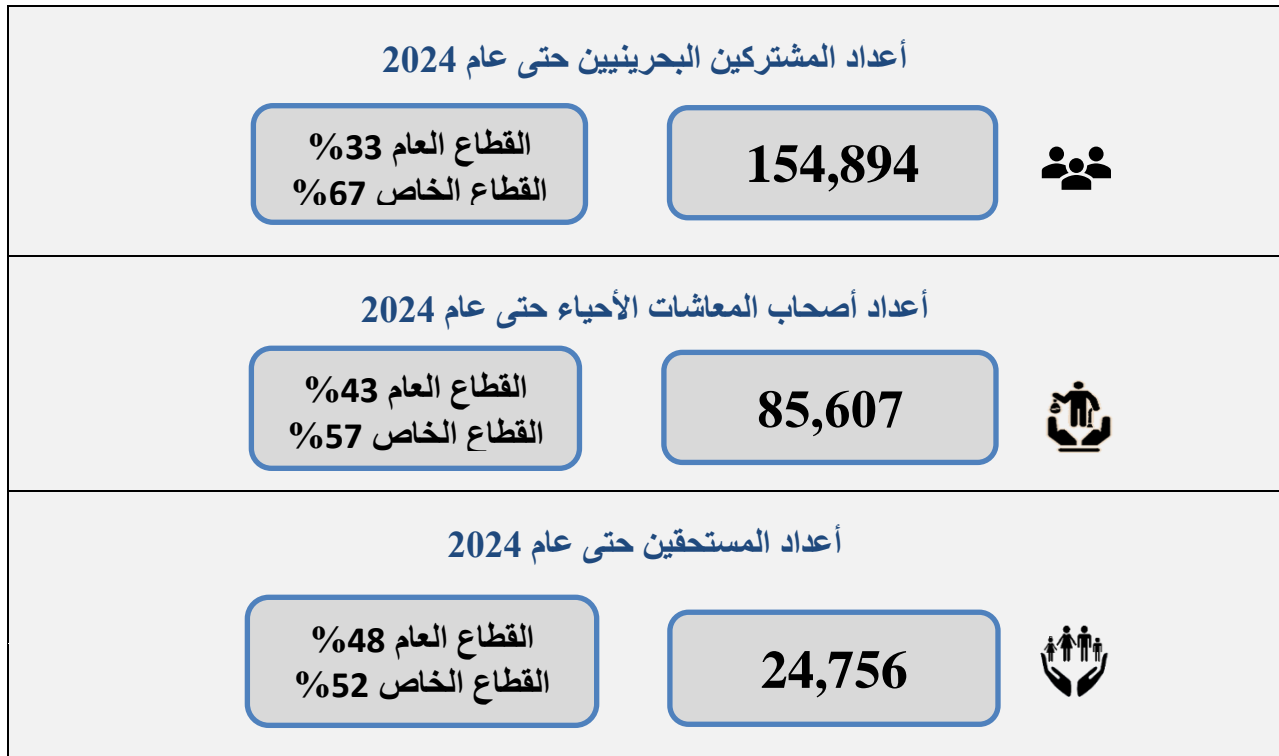 أعداد المشتركين البحرينيين حتى عام 2024
154,894
القطاع العام 33%
القطاع الخاص 67%
أعداد أصحاب المعاشات الأحياء حتى عام 2024
85,607
القطاع العام 43%
القطاع الخاص 57%
أعداد المستحقين حتى عام 2024
24,756
القطاع العام 48%
القطاع الخاص 52%